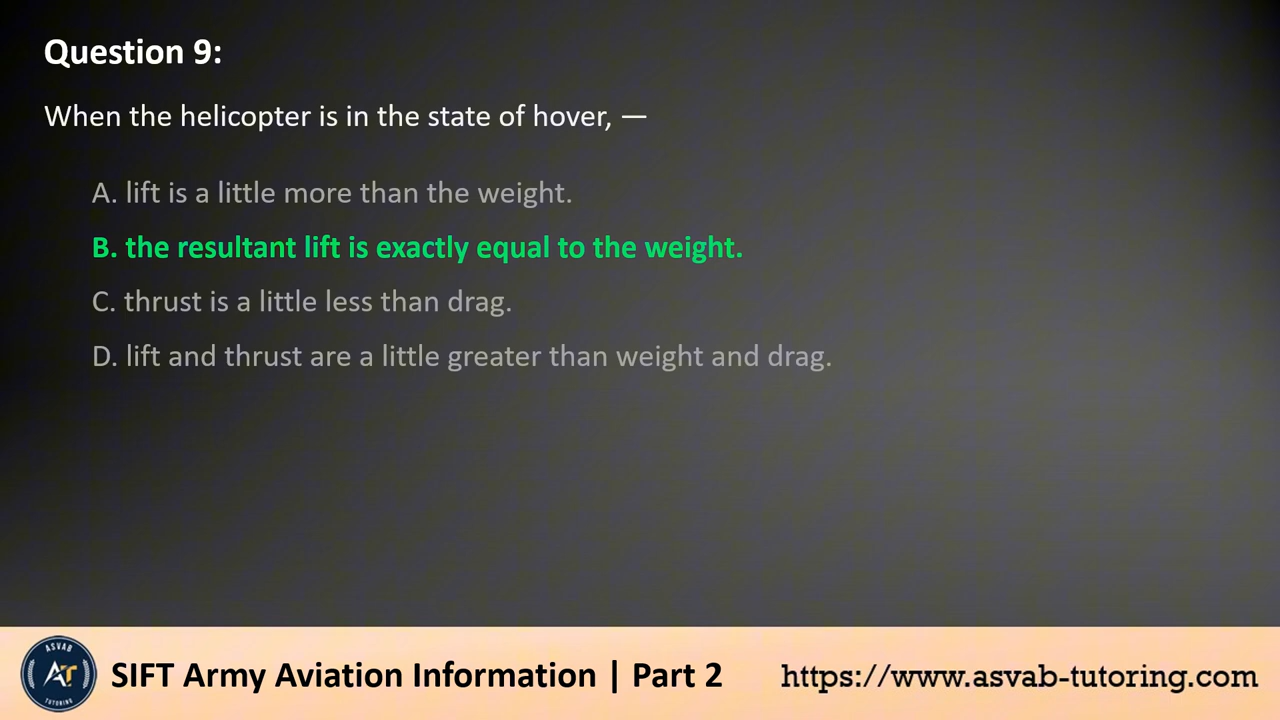 Question 9:
When the helicopter is in the state of hover, —
A. lift is a little more than the weight.
B. the resultant lift is exactly equal to the weight.
C. thrust is a little less than drag.
D. lift and thrust are a little greater than weight and drag.
ASVAB
AT
TUTORING
SIFT Army Aviation Information | Part 2
https://www.asvab-tutoring.com